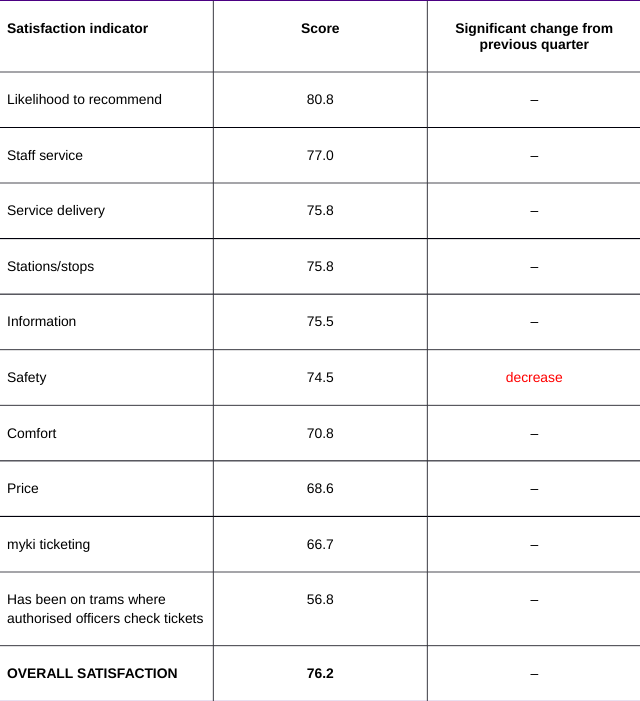 Satisfaction indicator Score Significant change from
previous quarter
Likelihood to recommend 80.8 –
Staff service 77.0 –
Service delivery 75.8 –
Stations/stops 75.8 –
Information 75.5 –
Safety 74.5 decrease
Comfort 70.8 –
Price 68.6 –
myki ticketing 66.7 –
Has been on trams where 56.8 –
authorised officers check tickets
OVERALL SATISFACTION 76.2 –